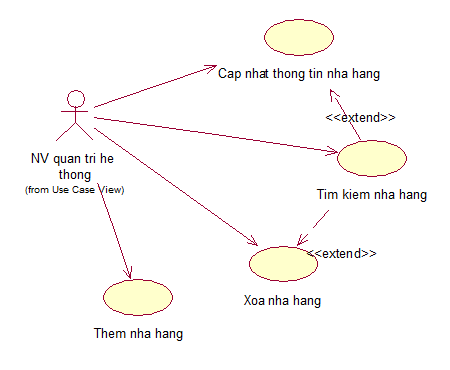 Cap nhat thong tin nha hang
<<extend>>
NV quan tri he
thong
(from Use Case View)
Tim kiem nha hang
<<extend>>
Xoa nha hang
Them nha hang